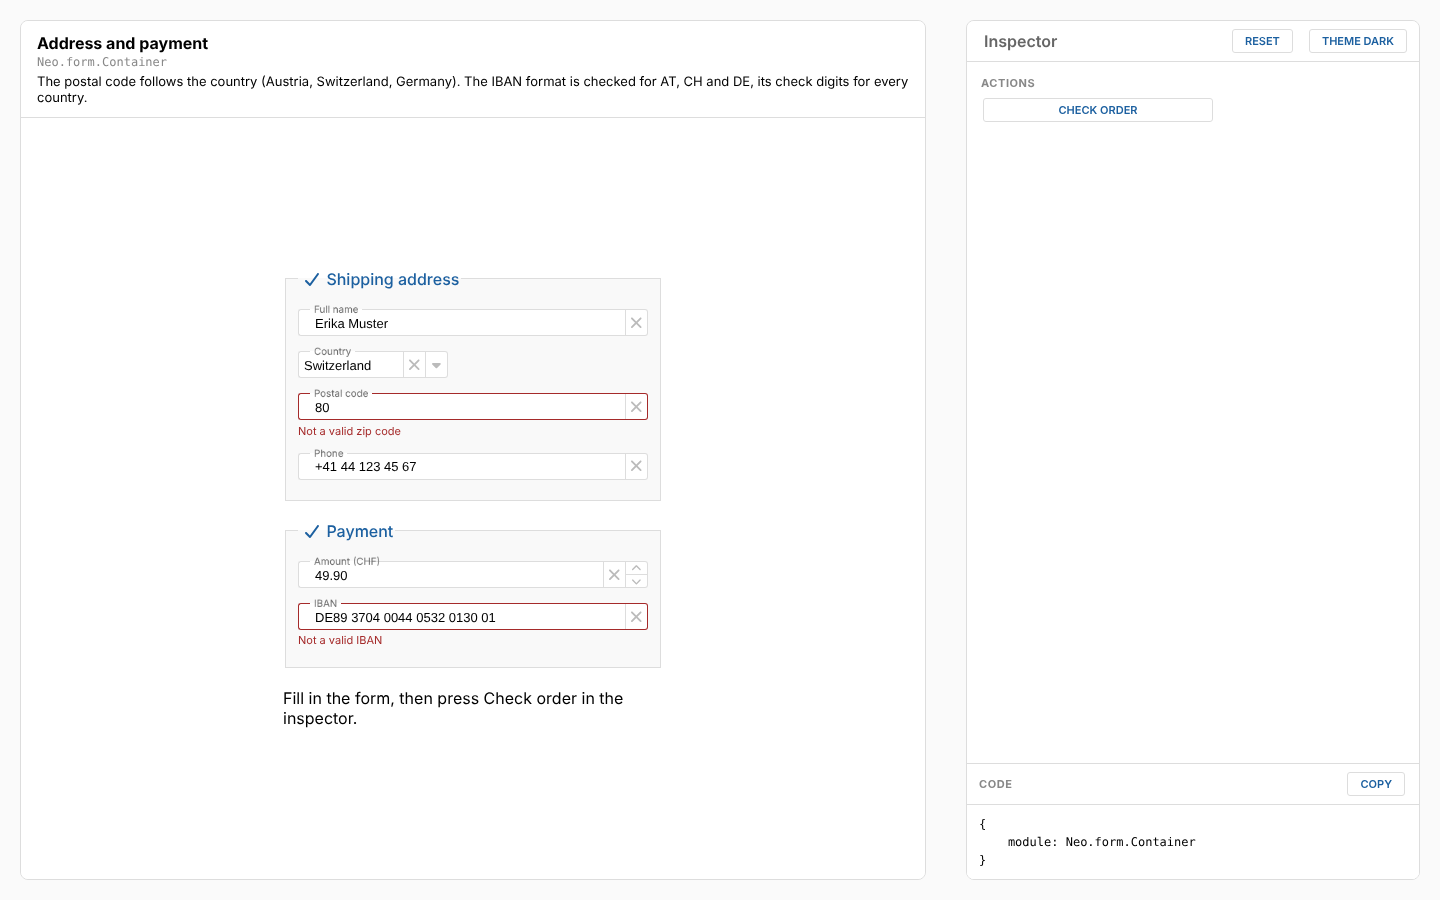 Address and payment
Neo.form.Container
The postal code follows the country (Austria, Switzerland, Germany). The IBAN format is checked for AT, CH and DE, its check digits for every
country.
Shipping address
Full name
Erika Muster
Country
Switzerland
Postal code
80
Not a valid zip code
Phone
+41 44 123 45 67
Payment
Amount (CHF)
49.90
IBAN
DE89 3704 0044 0532 0130 01
Not a valid IBAN
Fill in the form, then press Check order in the
inspector.
Inspector
RESET
THEME DARK
ACTIONS
CHECK ORDER
CODE
COPY
{
    module: Neo.form.Container
}